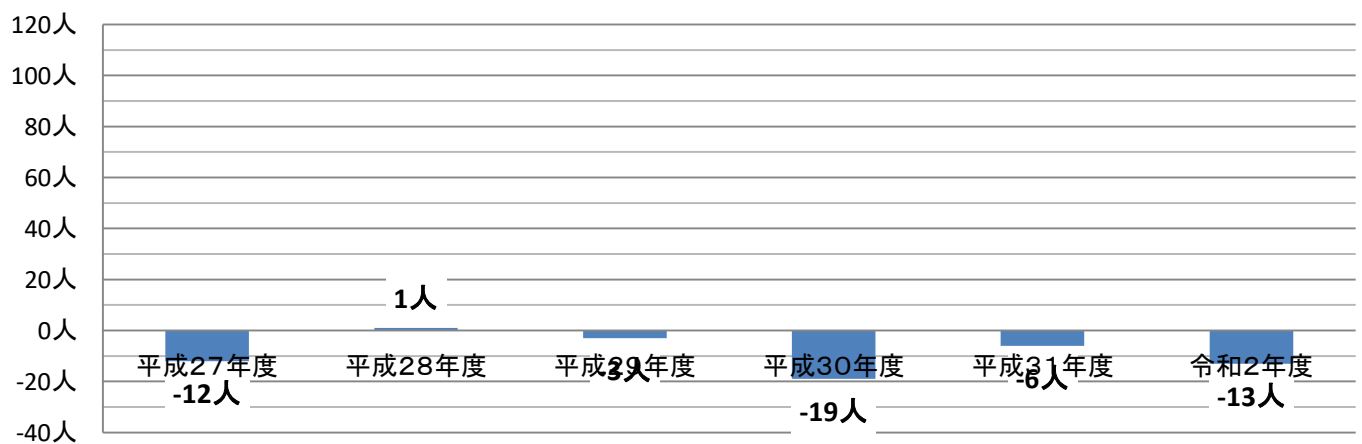 120人
100人
80人
60人
40人
20人
0人
-20人
-40人
1人
平成27年度
平成28年度
平成29年度
平成30年度
平成31年度
令和2年度
-12人
-3人
-19人
-6人
-13人